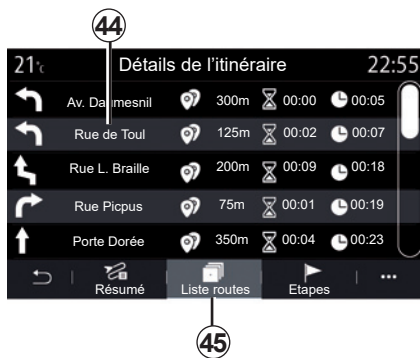 44
21°c Détails de l'itinéraire 22:55
Av. Daumesnil 300m 00:00 00:05
Rue de Toul 125m 00:02 00:07
Rue L. Braille 200m 00:09 00:18
Rue Picpus 75m 00:01 00:19
Porte Dorée 350m 00:04 00:23
Résumé Liste routes Etapes ...
45